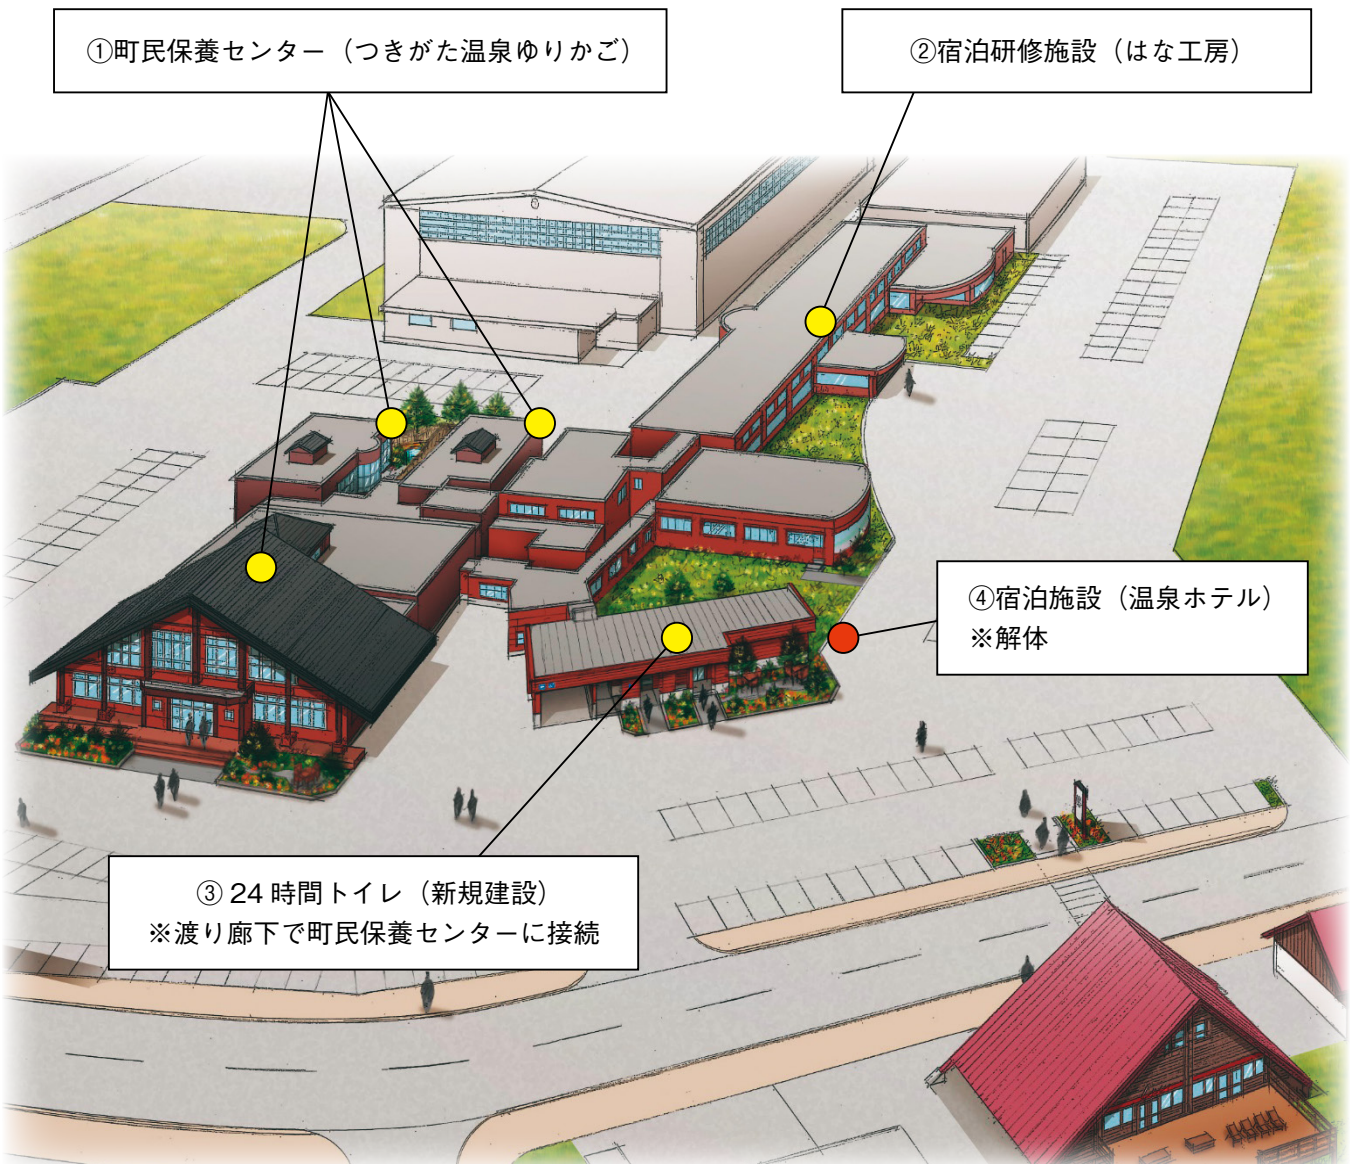 ①町民保養センター（つきがた温泉ゆりかご）
②宿泊研修施設（はな工房）
④宿泊施設（温泉ホテル）
※解体
③24時間トイレ（新規建設）
※渡り廊下で町民保養センターに接続